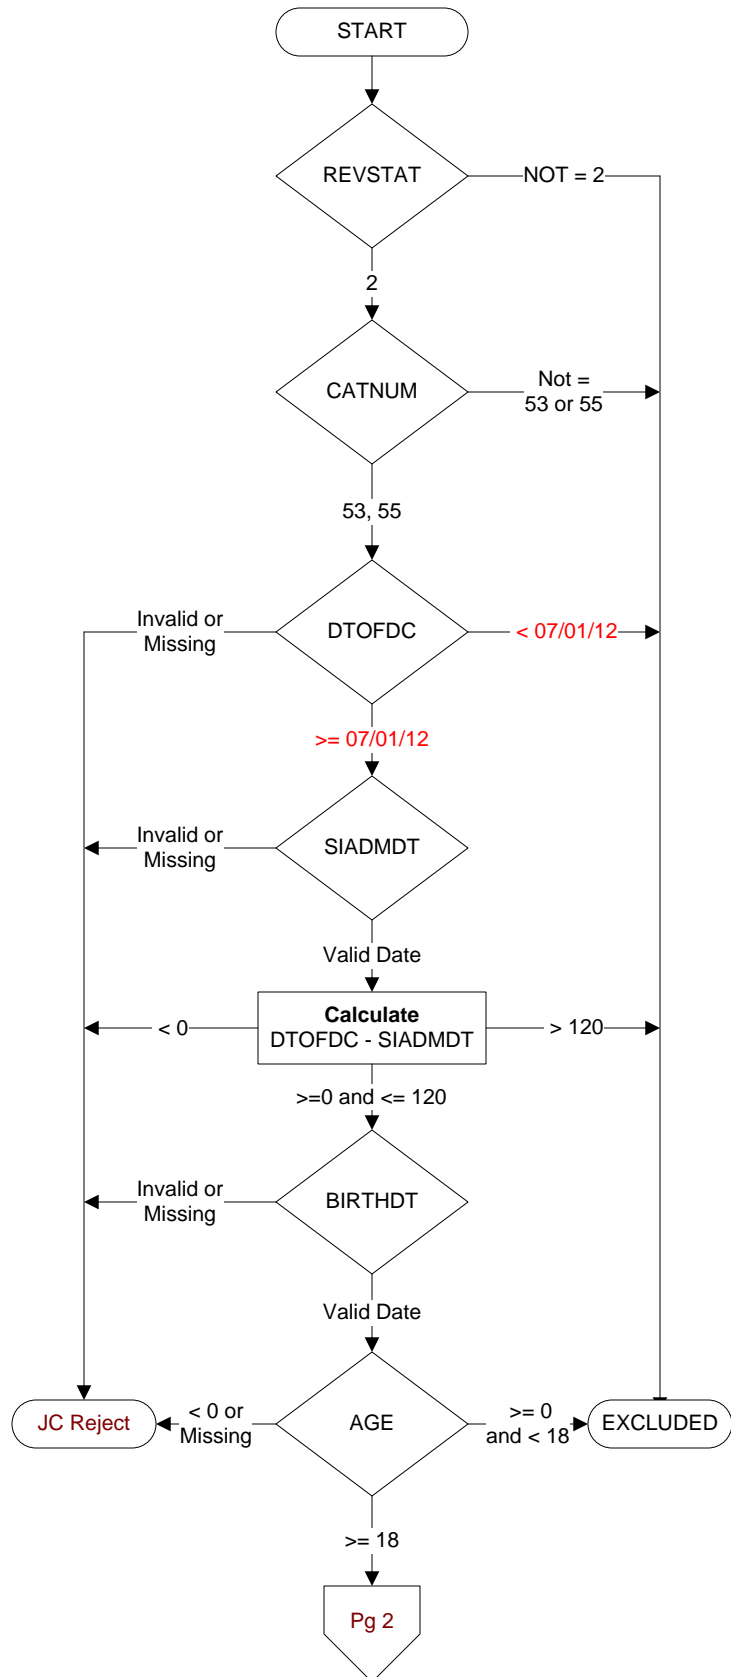 START
REVSTAT
NOT = 2
2
CATNUM
Not =
53 or 55
53, 55
Invalid or
Missing
DTOFDC
< 07/01/12
>= 07/01/12
Invalid or
Missing
SIADMDT
Valid Date
< 0
Calculate
DTOFDC - SIADMDT
> 120
>=0 and <= 120
Invalid or
Missing
BIRTHDT
Valid Date
JC Reject
< 0 or
Missing
AGE
>= 0
and < 18
EXCLUDED
>= 18
Pg 2